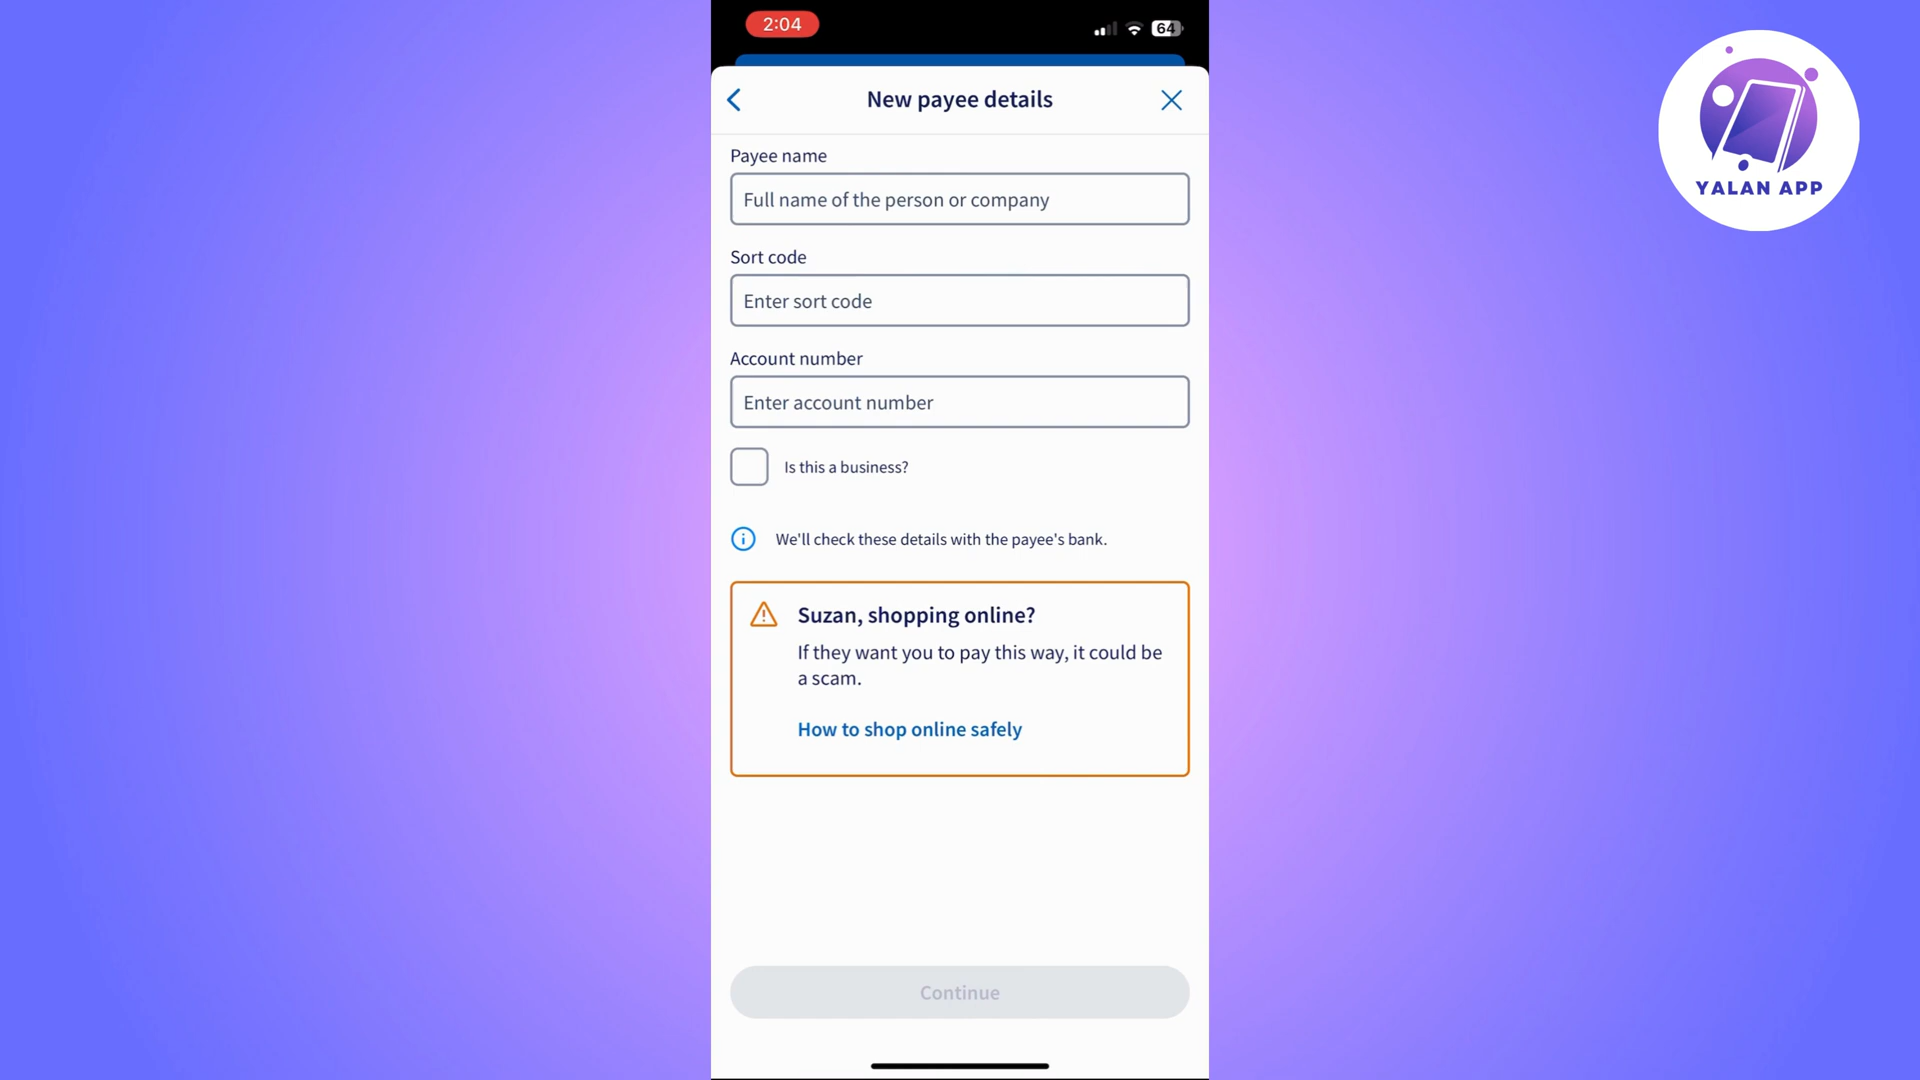 2:04
64
New payee details
Payee name
Full name of the person or company
Sort code
Enter sort code
Account number
Enter account number
Is this a business?
We'll check these details with the payee's bank.
Suzan, shopping online?
If they want you to pay this way, it could be
a scam.
How to shop online safely
Continue
YALAN APP